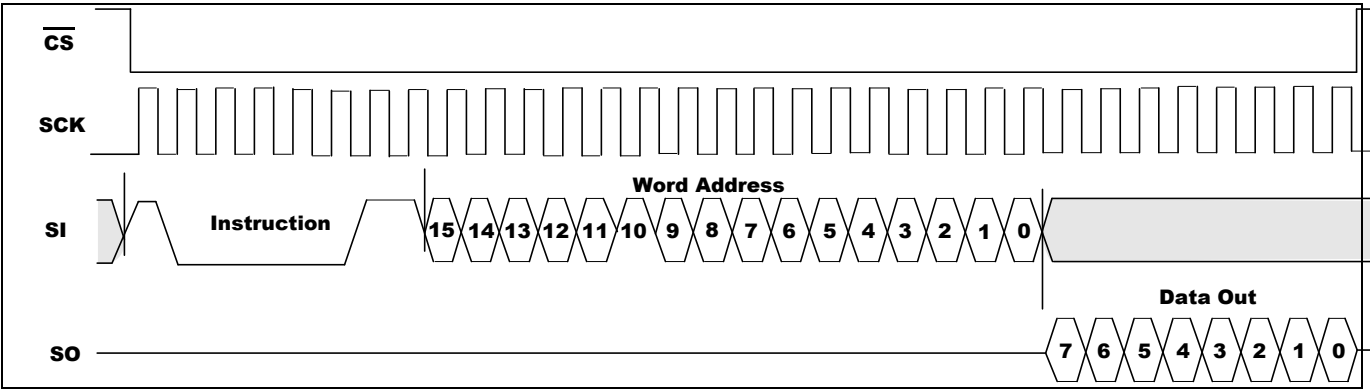 CS
SCK
Word Address
SI Instruction 15 14 13 12 11 10 9 8 7 6 5 4 3 2 1 0
Data Out
SO 7 6 5 4 3 2 1 0